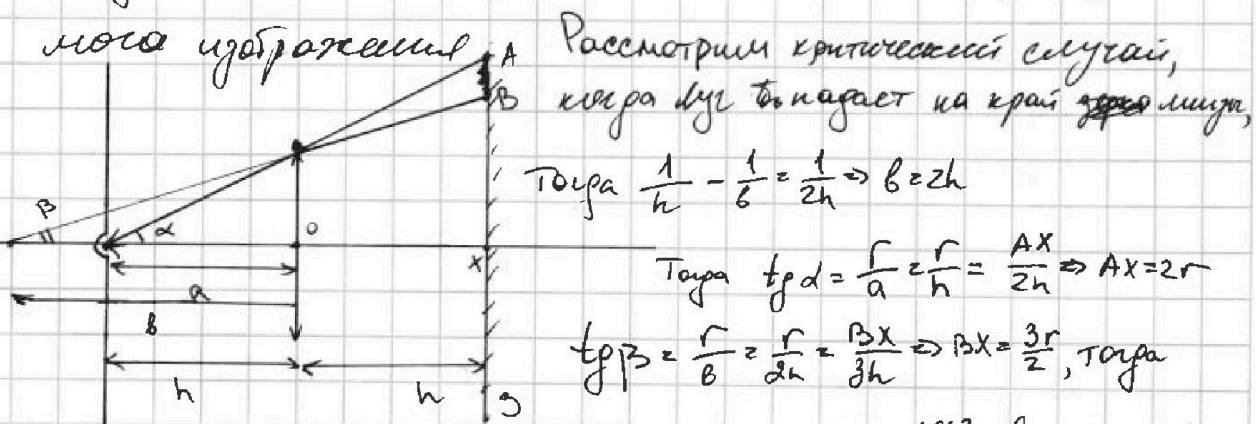 мого изображения
Рассмотрим критический случай,
когда луч попадает на край линзы,
Тогда 1/h - 1/b = 1/2h => b = 2h
Тогда tg α = r/a = r/h = AX/2h => AX = 2r
tg β = r/b = r/2h = BX/3h => BX = 3r/2, тогда
A
B
β
α
O
X
a
b
h
h